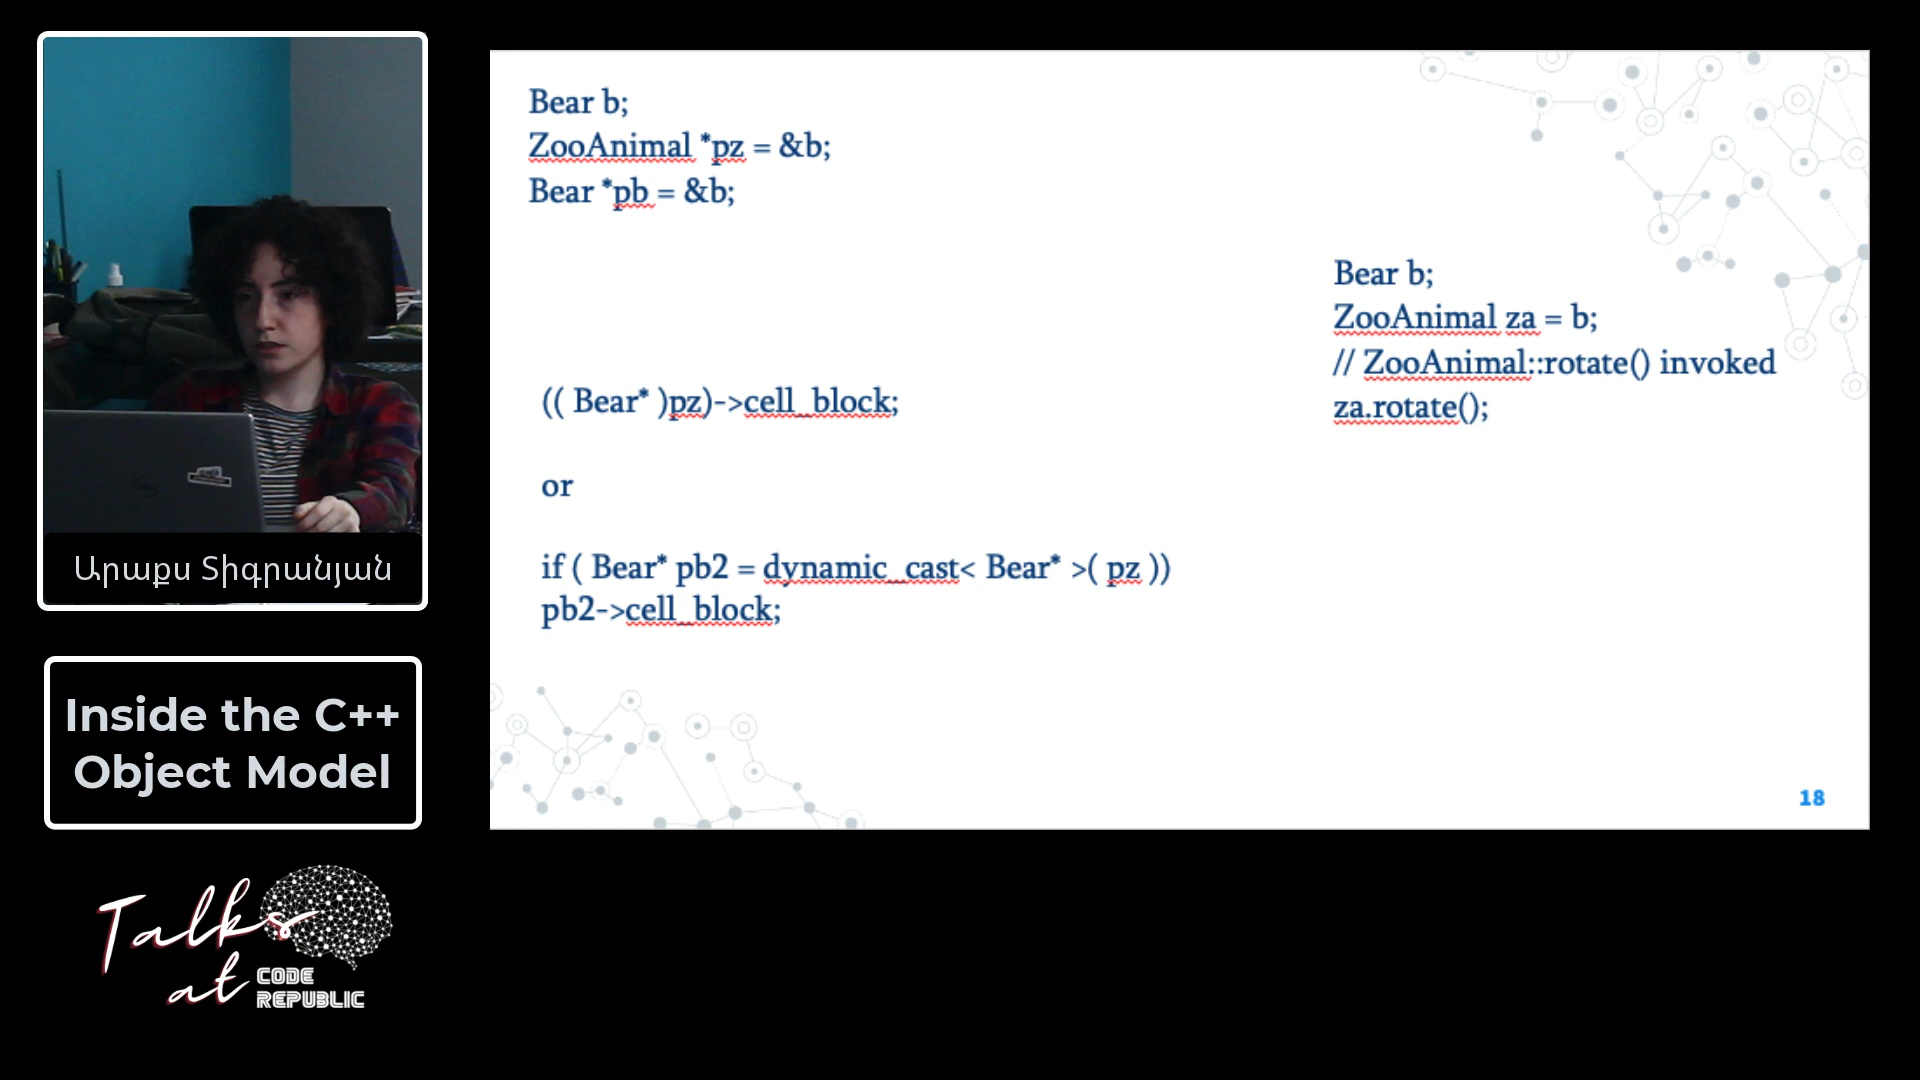 Bear b;
ZooAnimal *pz = &b;
Bear *pb = &b;
(( Bear* )pz)->cell_block;
or
if ( Bear* pb2 = dynamic_cast< Bear* >( pz ))
pb2->cell_block;
Bear b;
ZooAnimal za = b;
// ZooAnimal::rotate() invoked
za.rotate();
18
Արաքս Տիգրանյան
Inside the C++
Object Model
Talks
at
CODE
REPUBLIC